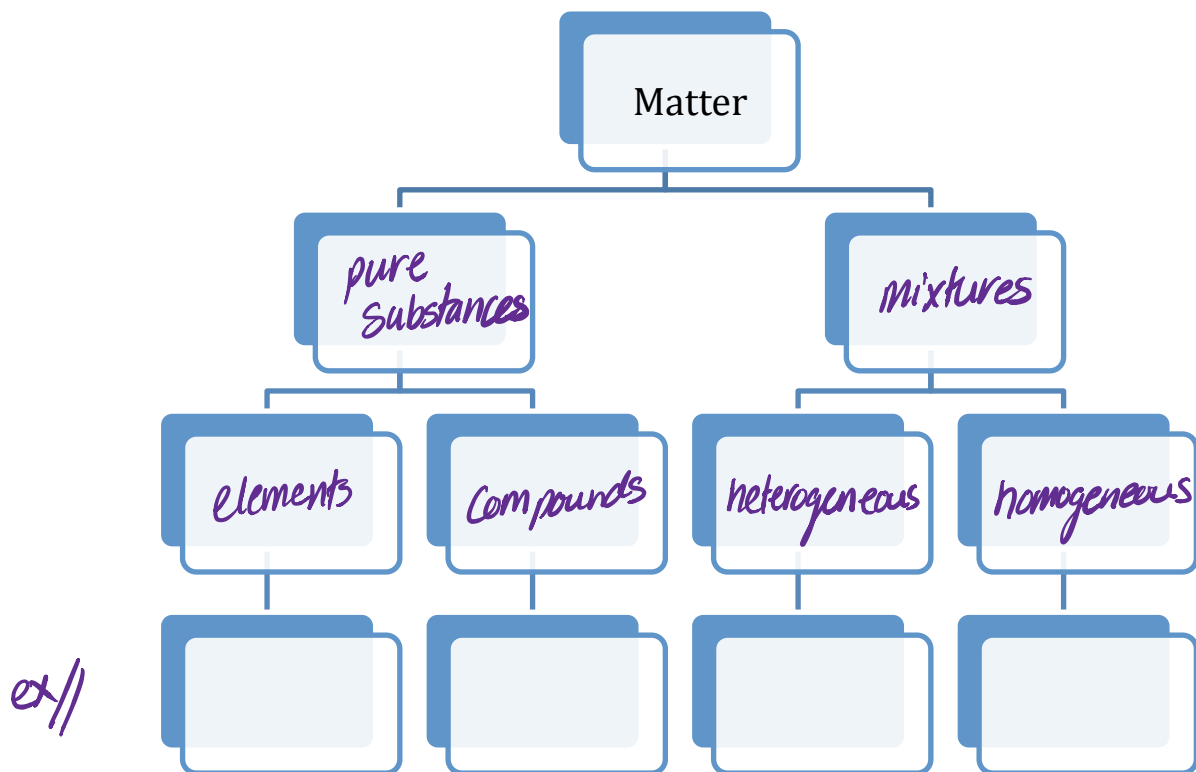 Matter
pure
substances
mixtures
elements
compounds
heterogeneous
homogeneous
ex//